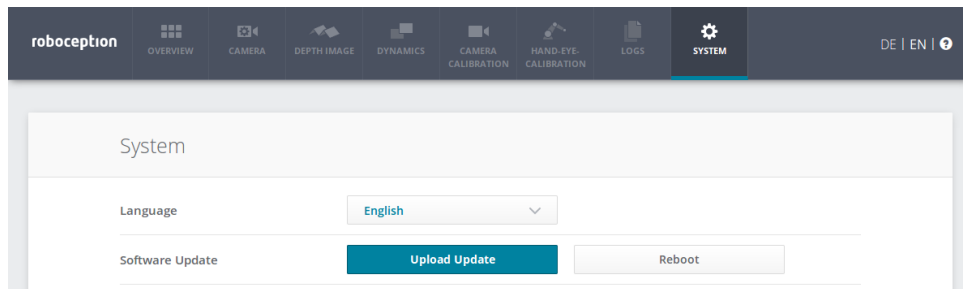 roboception
OVERVIEW
CAMERA
DEPTH IMAGE
DYNAMICS
CAMERA
CALIBRATION
HAND-EYE-
CALIBRATION
LOGS
SYSTEM
DE | EN | ?
System
Language
English
Software Update
Upload Update
Reboot